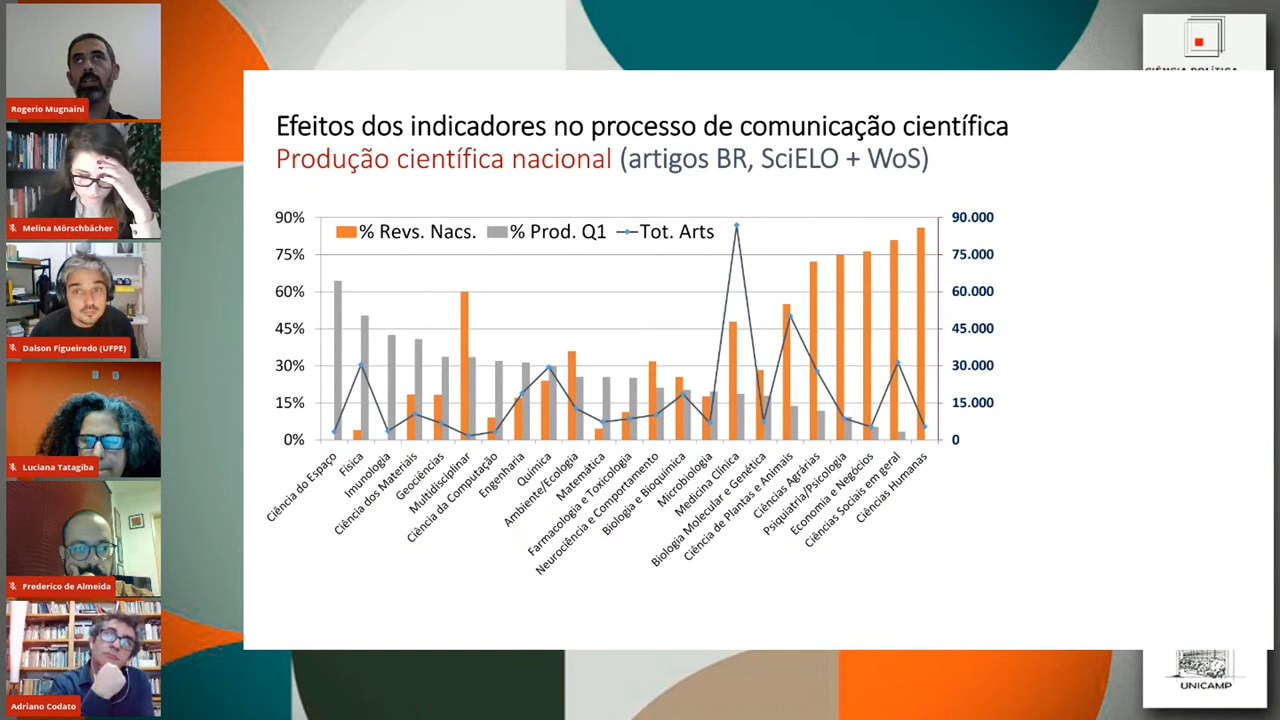 Rogerio Mugnaini
Melina Mörschbächer
Dalson Figueiredo (UFPE)
Luciana Tatagiba
Frederico de Almeida
Adriano Codato
CIÊNCIA POLÍTICA
Efeitos dos indicadores no processo de comunicação científica
Produção científica nacional (artigos BR, SciELO + WoS)
% Revs. Nacs. % Prod. Q1 Tot. Arts
90% 90.000
75% 75.000
60% 60.000
45% 45.000
30% 30.000
15% 15.000
0% 0
Ciência do Espaço
Física
Imunologia
Ciência dos Materiais
Geociências
Multidisciplinar
Ciência da Computação
Engenharia
Química
Ambiente/Ecologia
Matemática
Farmacologia e Toxicologia
Neurociência e Comportamento
Biologia e Bioquímica
Microbiologia
Medicina Clínica
Biologia Molecular e Genética
Ciência de Plantas e Animais
Ciências Agrárias
Psiquiatria/Psicologia
Economia e Negócios
Ciências Sociais em geral
Ciências Humanas
UNICAMP